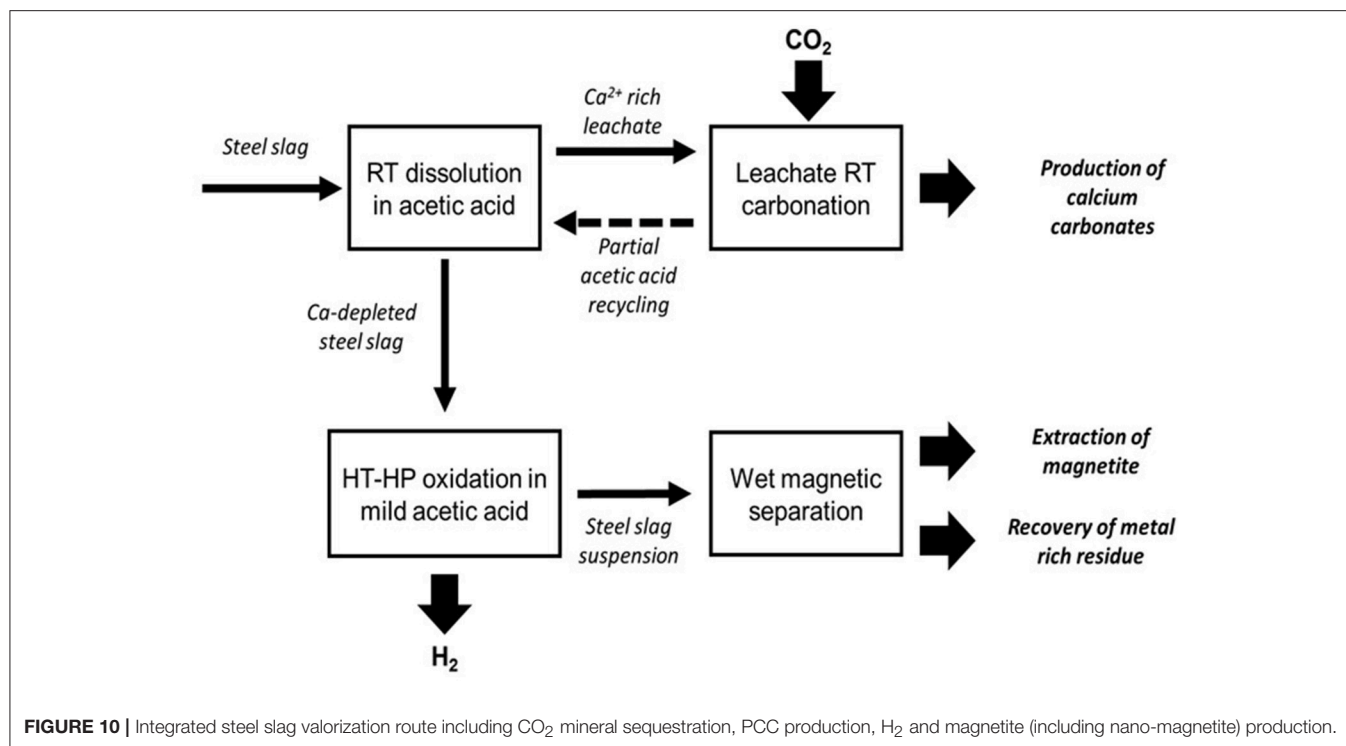 CO₂
Steel slag
RT dissolution
in acetic acid
Ca²⁺ rich
leachate
Leachate RT
carbonation
Production of
calcium
carbonates
Partial
acetic acid
recycling
Ca-depleted
steel slag
HT-HP oxidation in
mild acetic acid
Steel slag
suspension
Wet magnetic
separation
Extraction of
magnetite
Recovery of metal
rich residue
H₂
FIGURE 10 | Integrated steel slag valorization route including CO₂ mineral sequestration, PCC production, H₂ and magnetite (including nano-magnetite) production.